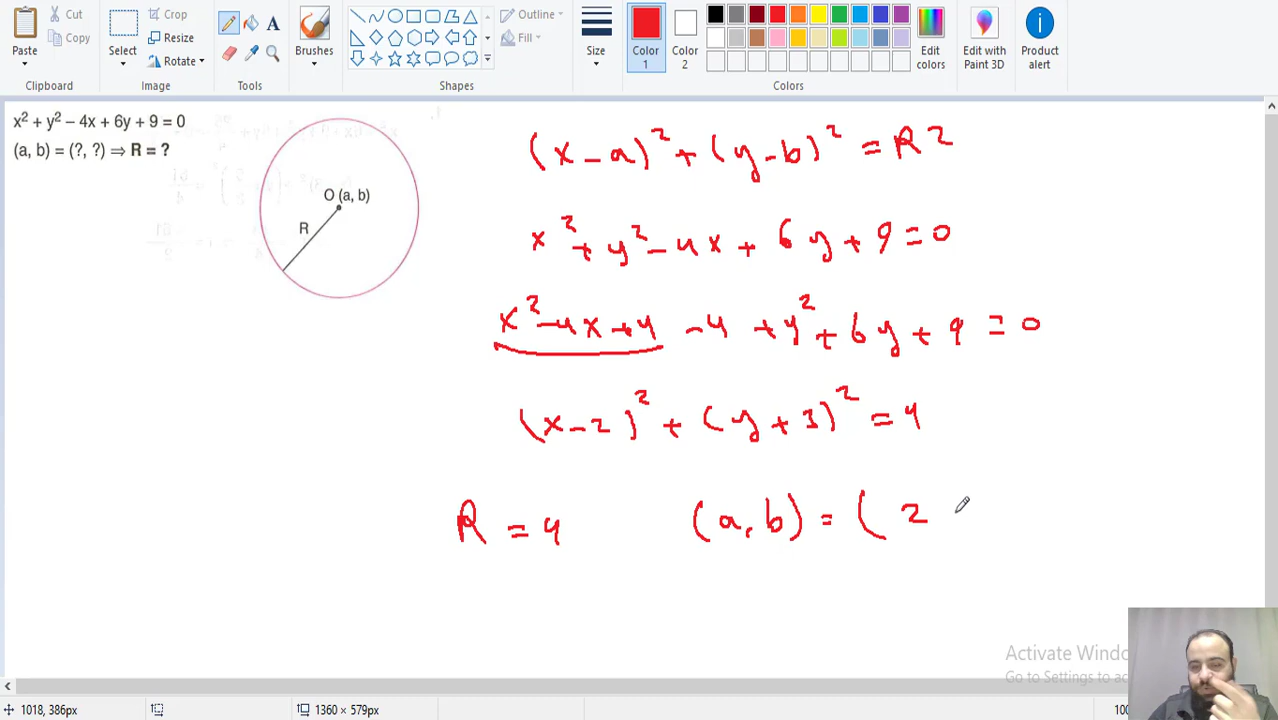 Paste
Cut
Copy
Clipboard
Select
Crop
Resize
Rotate
Image
Tools
Brushes
Shapes
Outline
Fill
Size
Color 1
Color 2
Colors
Edit colors
Edit with Paint 3D
Product alert
x² + y² − 4x + 6y + 9 = 0
(a, b) = (?, ?) ⇒ R = ?
O (a, b)
R
(x-a)² + (y-b)² = R2
x² + y² - 4x + 6y + 9 = 0
x² - 4x + 4 - 4 + y² + 6y + 9 = 0
(x-2)² + (y+3)² = 4
R = 4 (a, b) = ( 2
Activate Windo
Go to Settings to a
1018, 386px
1360 × 579px